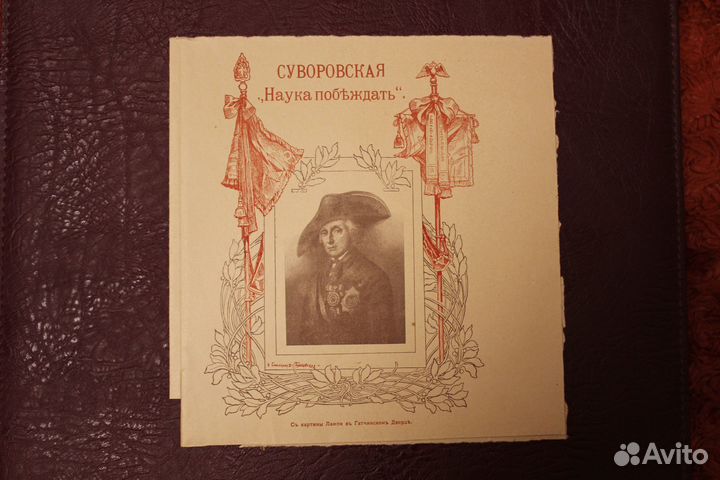 СУВОРОВСКАЯ
„Наука побѣждать“.
Съ картины Лампи въ Гатчинскомъ Дворцѣ.
Avito